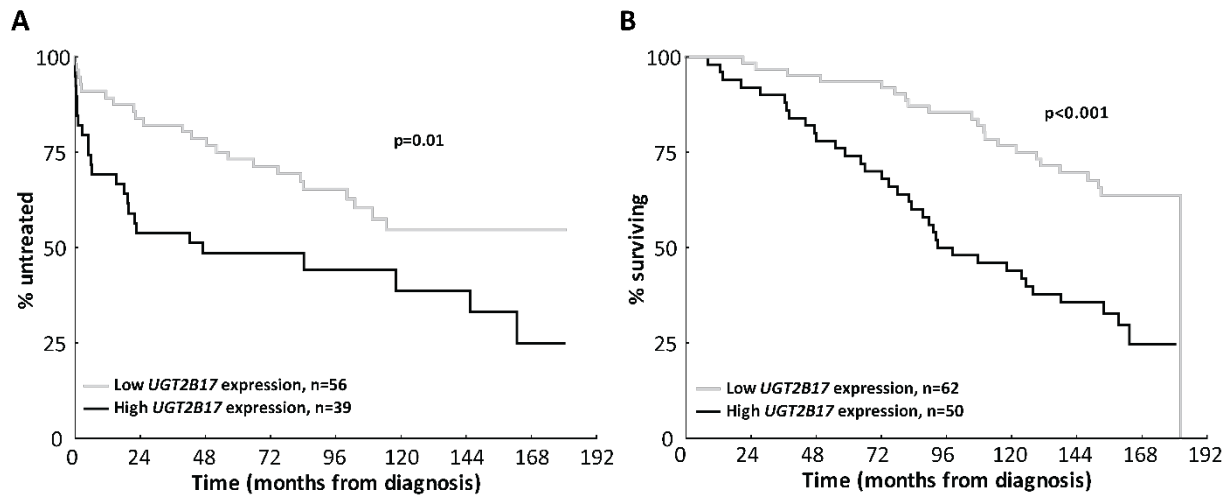 A
100
75
50
25
0
% untreated
p=0.01
Low UGT2B17 expression, n=56
High UGT2B17 expression, n=39
0 24 48 72 96 120 144 168 192
Time (months from diagnosis)
B
100
75
50
25
0
% surviving
p<0.001
Low UGT2B17 expression, n=62
High UGT2B17 expression, n=50
0 24 48 72 96 120 144 168 192
Time (months from diagnosis)